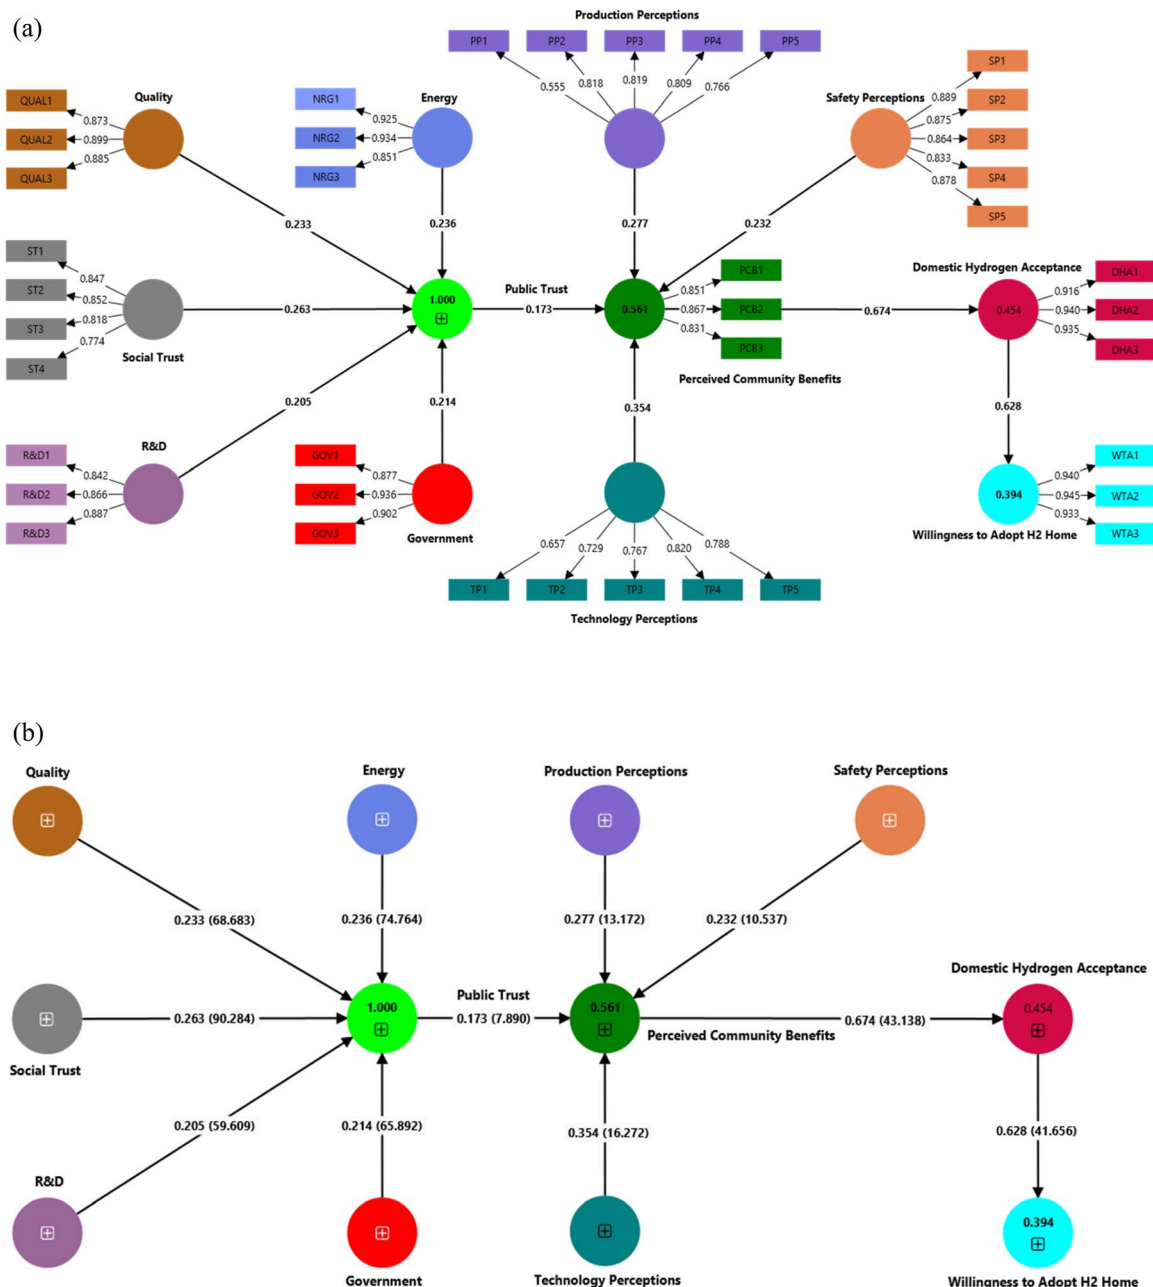 (a)
Production Perceptions
PP1 PP2 PP3 PP4 PP5
0.555 0.818 0.819 0.809 0.766
Quality
QUAL1 0.873
QUAL2 0.899
QUAL3 0.885
Energy
NRG1 0.925
NRG2 0.934
NRG3 0.851
Safety Perceptions
SP1 0.889
SP2 0.875
SP3 0.864
SP4 0.833
SP5 0.878
0.233
0.236
0.277
0.232
ST1 0.847
ST2 0.852
ST3 0.818
ST4 0.774
Social Trust
0.263
1.000
Public Trust
0.173
0.561
PCB1 0.851
PCB2 0.867
PCB3 0.831
Perceived Community Benefits
0.674
Domestic Hydrogen Acceptance
0.454
DHA1 0.916
DHA2 0.940
DHA3 0.935
0.205
0.214
0.354
0.628
R&D
R&D1 0.842
R&D2 0.866
R&D3 0.887
GOV1 0.877
GOV2 0.936
GOV3 0.902
Government
0.657 0.729 0.767 0.820 0.788
TP1 TP2 TP3 TP4 TP5
Technology Perceptions
0.394
WTA1 0.940
WTA2 0.945
WTA3 0.933
Willingness to Adopt H2 Home
(b)
Quality
Energy
Production Perceptions
Safety Perceptions
0.233 (68.683)
0.236 (74.764)
0.277 (13.172)
0.232 (10.537)
Social Trust
0.263 (90.284)
1.000
Public Trust
0.173 (7.890)
0.561
Perceived Community Benefits
0.674 (43.138)
Domestic Hydrogen Acceptance
0.454
0.205 (59.609)
0.214 (65.892)
0.354 (16.272)
0.628 (41.656)
R&D
Government
Technology Perceptions
0.394
Willingness to Adopt H2 Home